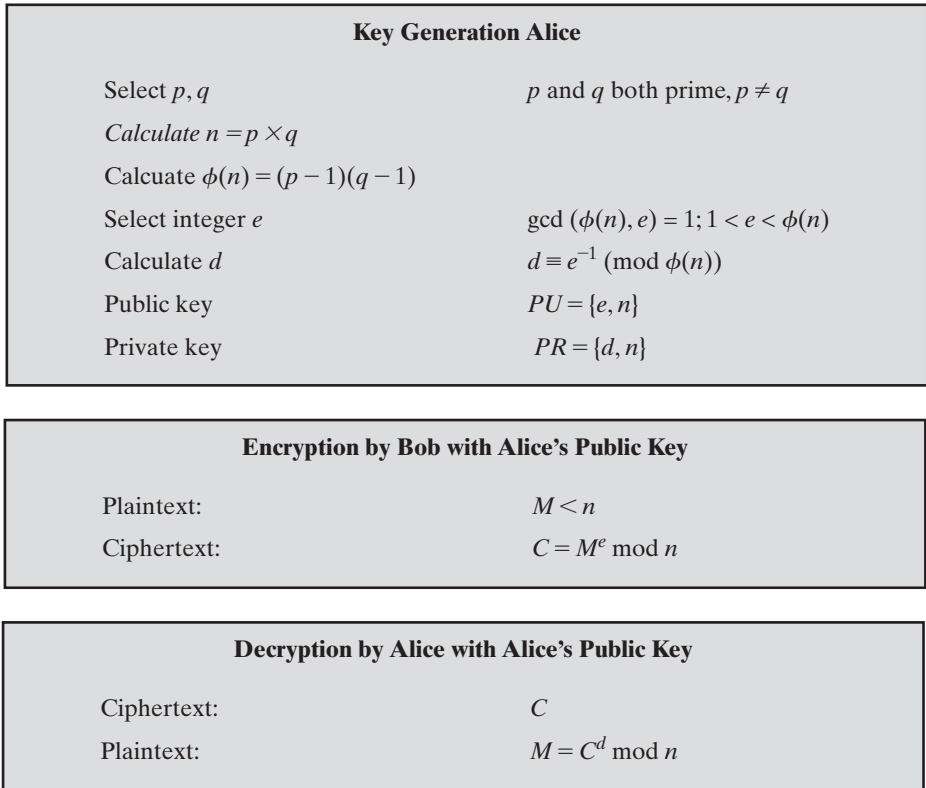 Key Generation Alice
Select p, q p and q both prime, p ≠ q
Calculate n = p × q
Calcuate ϕ(n) = (p − 1)(q − 1)
Select integer e gcd (ϕ(n), e) = 1; 1 < e < ϕ(n)
Calculate d d ≡ e⁻¹ (mod ϕ(n))
Public key PU = {e, n}
Private key PR = {d, n}
Encryption by Bob with Alice’s Public Key
Plaintext: M < n
Ciphertext: C = Mᵉ mod n
Decryption by Alice with Alice’s Public Key
Ciphertext: C
Plaintext: M = Cᵈ mod n